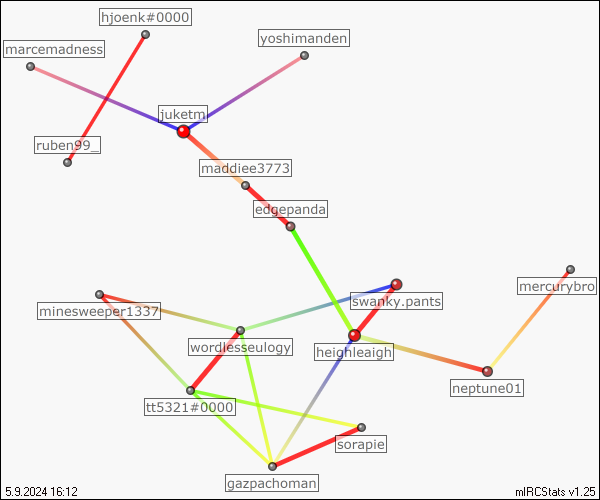 hjoenk#0000
yoshimanden
marcemadness
juketm
ruben99_
maddiee3773
edgepanda
mercurybro
swanky.pants
minesweeper1337
wordlesseulogy
heighleaigh
neptune01
tt5321#0000
sorapie
gazpachoman
5.9.2024 16:12
mIRCStats v1.25